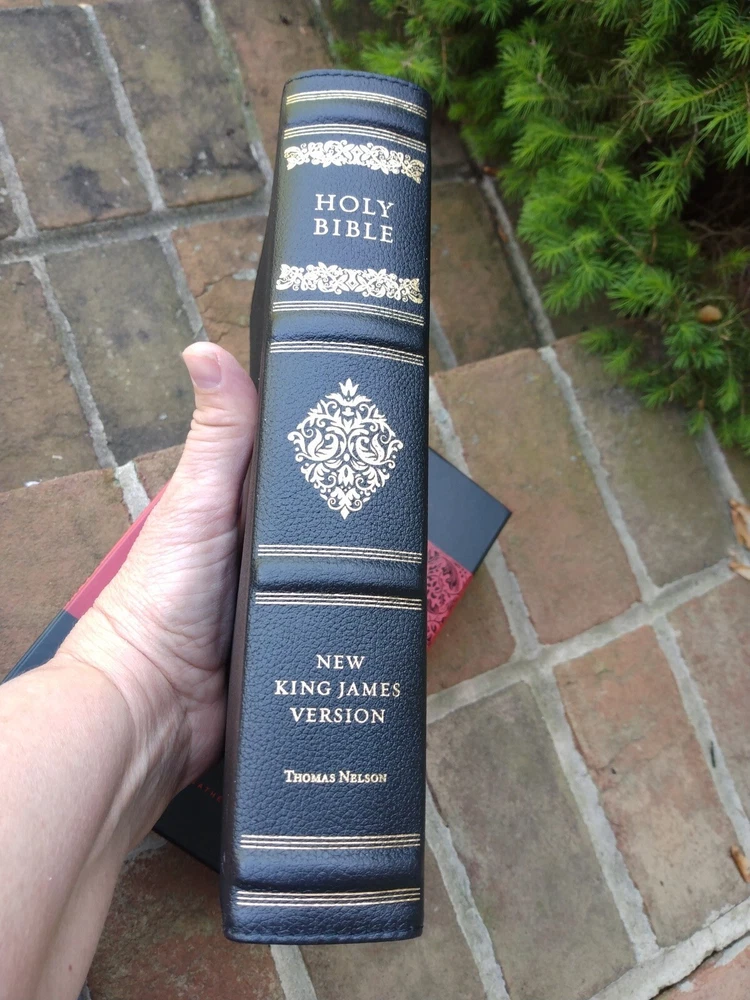 HOLY
BIBLE
NEW
KING JAMES
VERSION
THOMAS NELSON